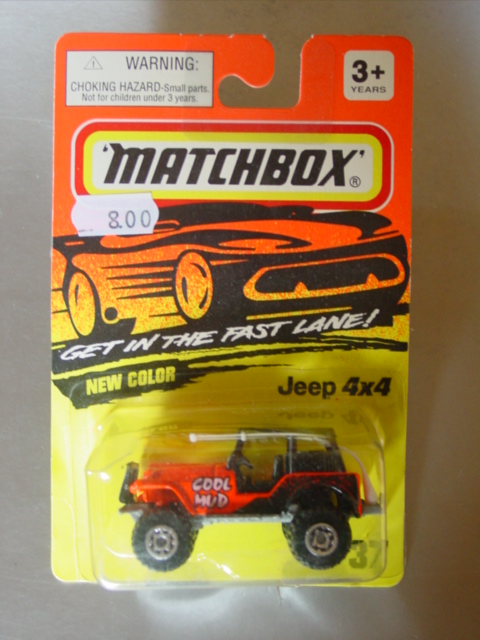 WARNING:
CHOKING HAZARD-Small parts.
Not for children under 3 years.
3+
YEARS
'MATCHBOX'®
8.00
GET IN THE FAST LANE!
NEW COLOR
Jeep 4x4
COOL
MUD
37